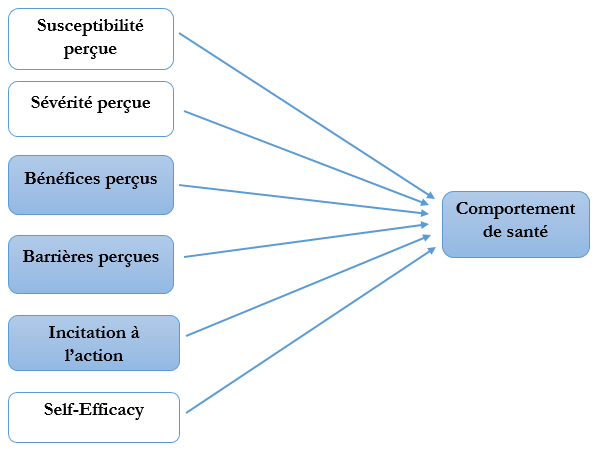 Susceptibilité
perçue
Sévérité perçue
Bénéfices perçus
Barrières perçues
Incitation à
l’action
Self-Efficacy
Comportement
de santé